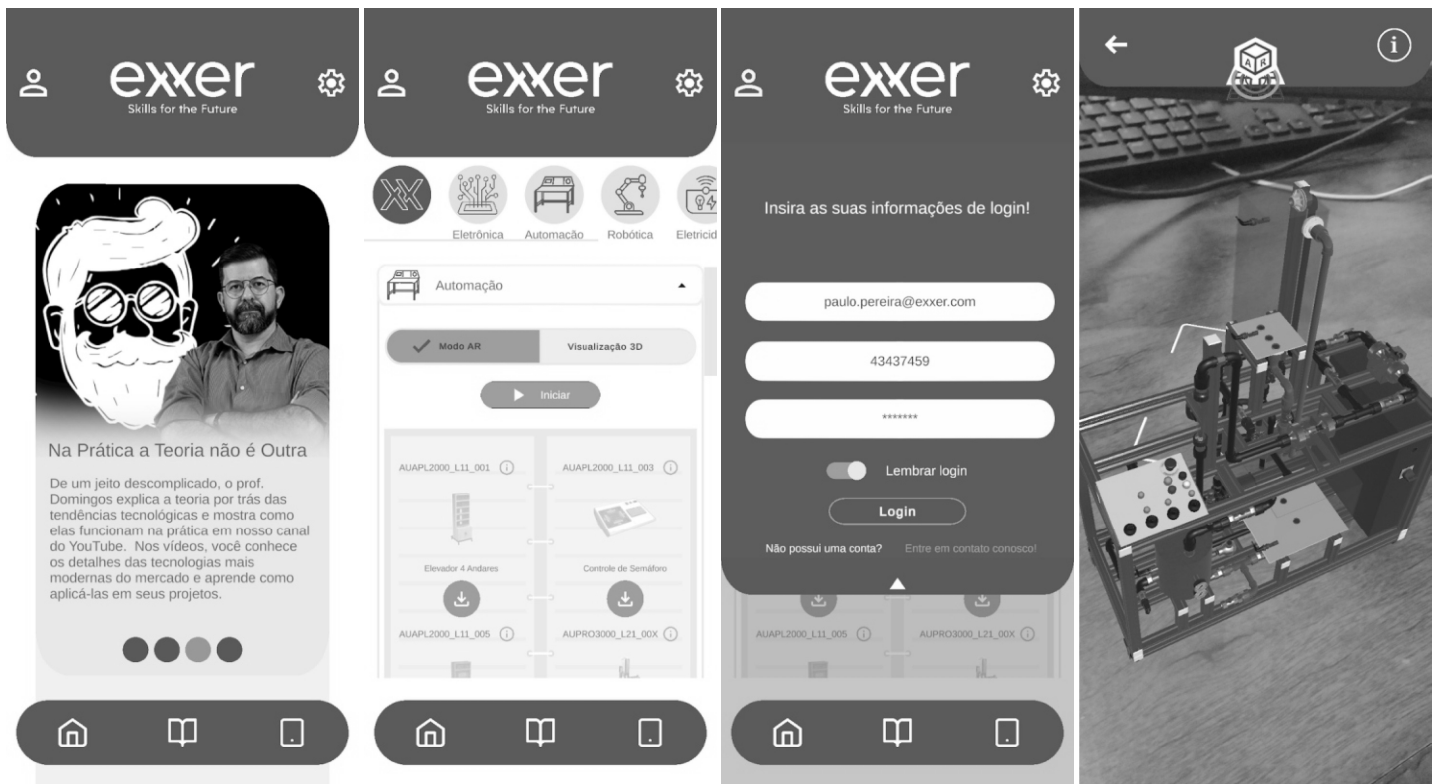 exxer
Skills for the Future
Na Prática a Teoria não é Outra
De um jeito descomplicado, o prof.
Domingos explica a teoria por trás das
tendências tecnológicas e mostra como
elas funcionam na prática em nosso canal
do YouTube. Nos vídeos, você conhece
os detalhes das tecnologias mais
modernas do mercado e aprende como
aplicá-las em seus projetos.
exxer
Skills for the Future
Eletrônica Automação Robótica Eletricid
Automação
Modo AR Visualização 3D
Iniciar
AUAPL2000_L11_001 AUAPL2000_L11_003
Elevador 4 Andares Controle de Semáforo
AUAPL2000_L11_005 AUPRO3000_L21_00X
exxer
Skills for the Future
Insira as suas informações de login!
paulo.pereira@exxer.com
43437459
*******
Lembrar login
Login
Não possui uma conta? Entre em contato conosco!
AUAPL2000_L11_005 AUPRO3000_L21_00X
A R
i